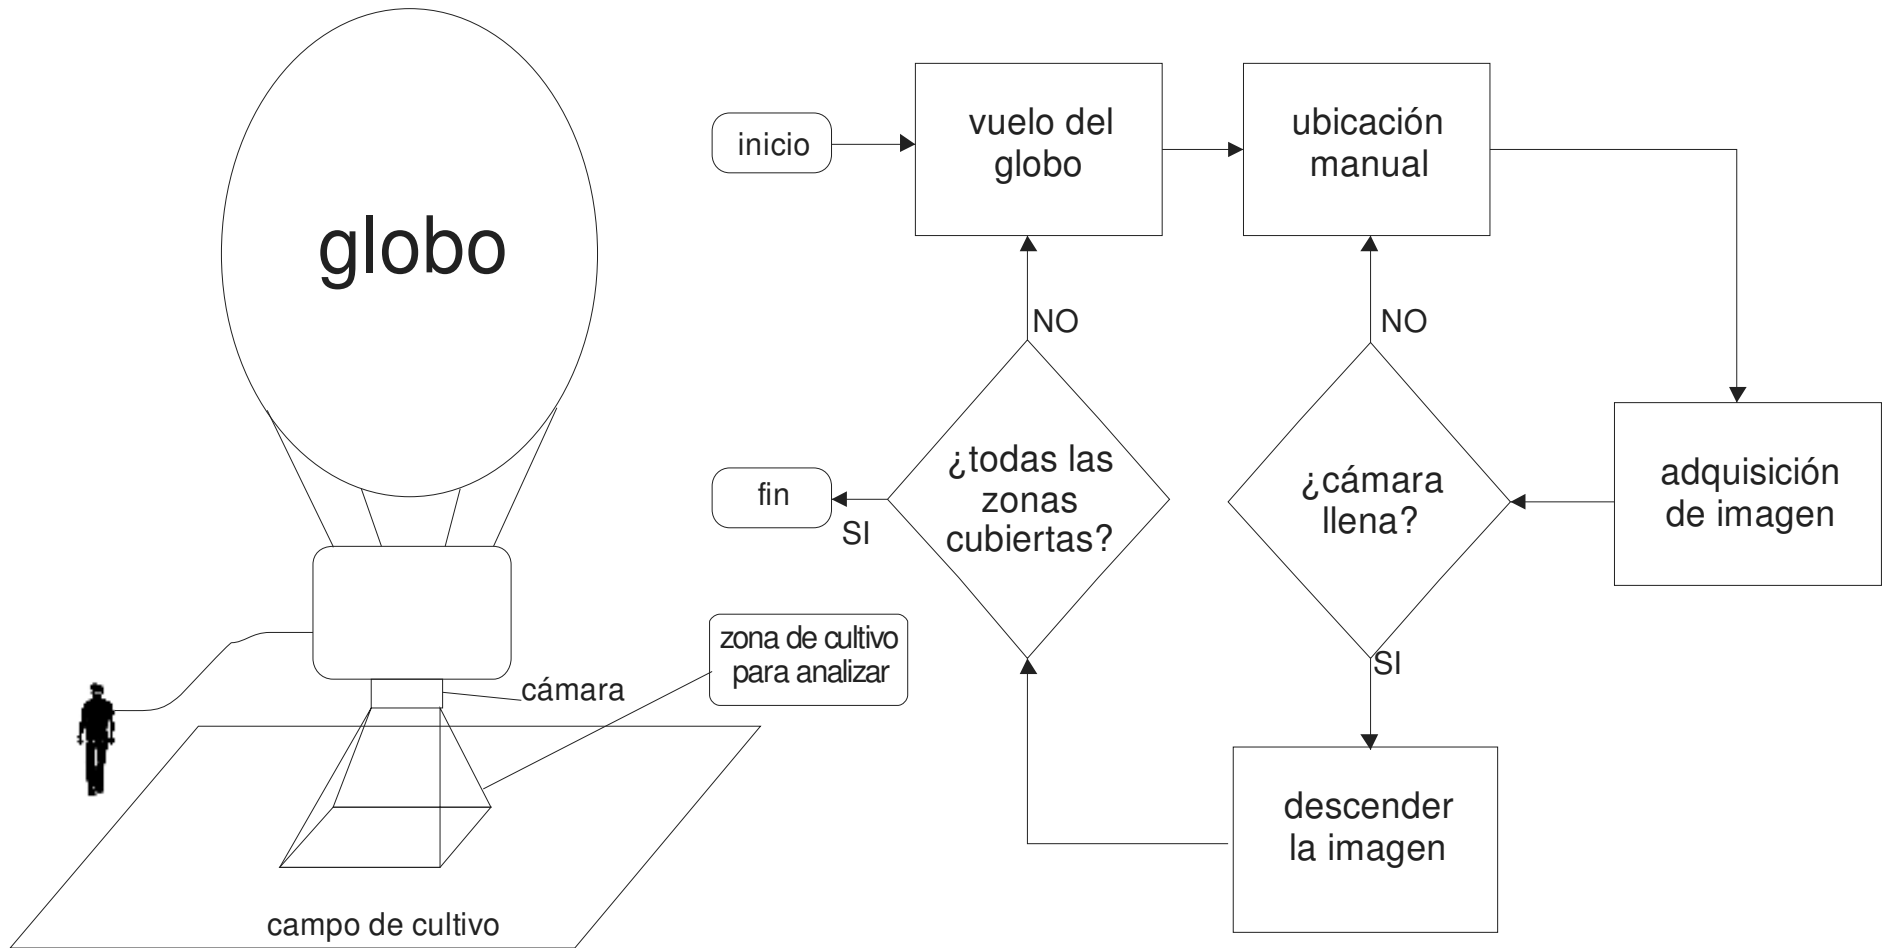 globo
cámara
zona de cultivo
para analizar
campo de cultivo
inicio
vuelo del
globo
ubicación
manual
NO
NO
¿todas las
zonas
cubiertas?
fin
SI
¿cámara
llena?
adquisición
de imagen
SI
descender
la imagen